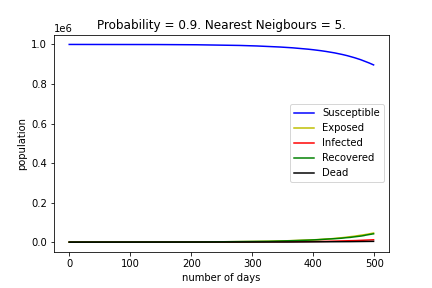 Probability = 0.9. Nearest Neigbours = 5.
1e6
1.0
0.8
0.6
0.4
0.2
0.0
population
Susceptible
Exposed
Infected
Recovered
Dead
0 100 200 300 400 500
number of days